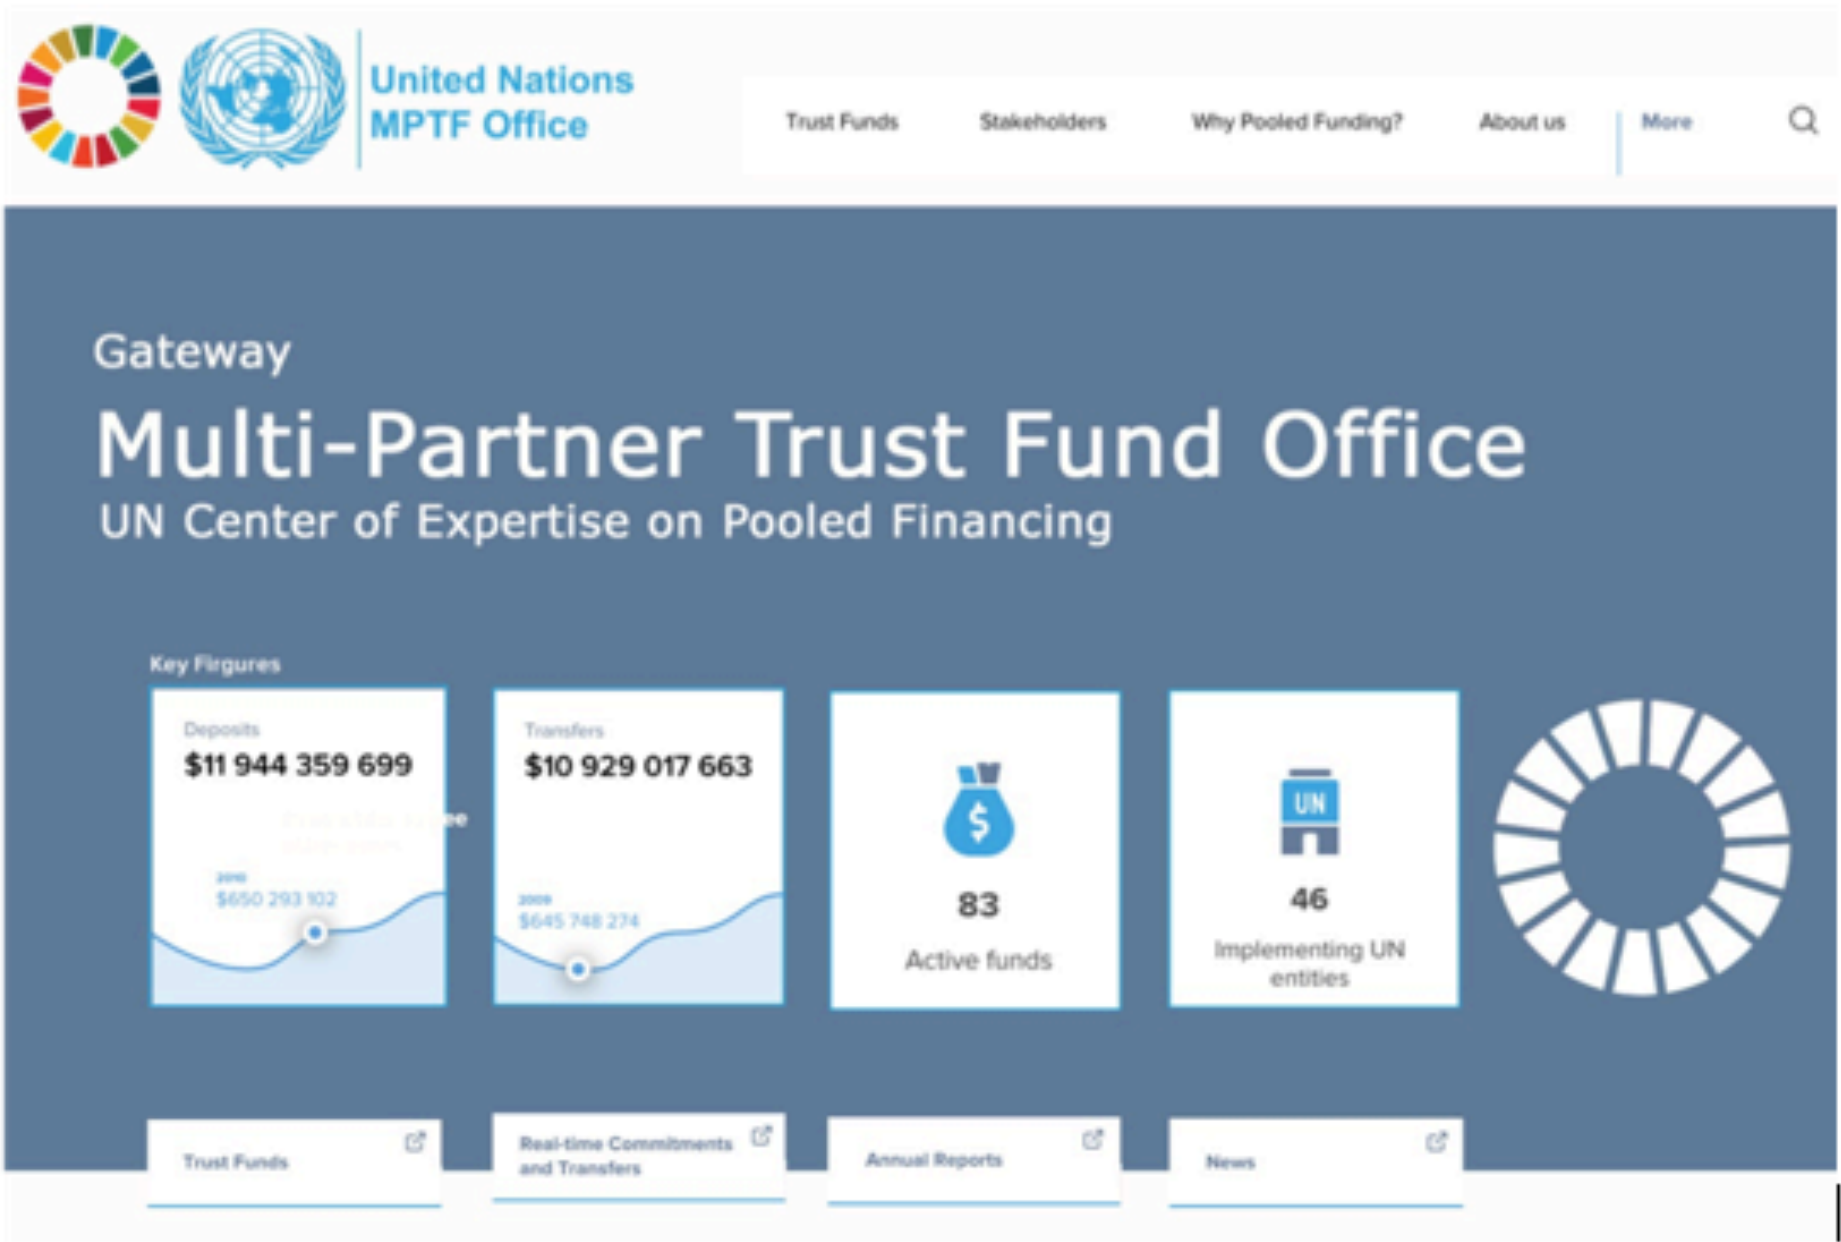 United Nations
MPTF Office
Trust Funds
Stakeholders
Why Pooled Funding?
About us
More
Gateway
Multi-Partner Trust Fund Office
UN Center of Expertise on Pooled Financing
Key Firgures
Deposits
$11 944 359 699
ee
2010
$650 293 102
Transfers
$10 929 017 663
2009
$645 748 274
$
83
Active funds
UN
46
Implementing UN
entities
Trust Funds
Real-time Commitments
and Transfers
Annual Reports
News